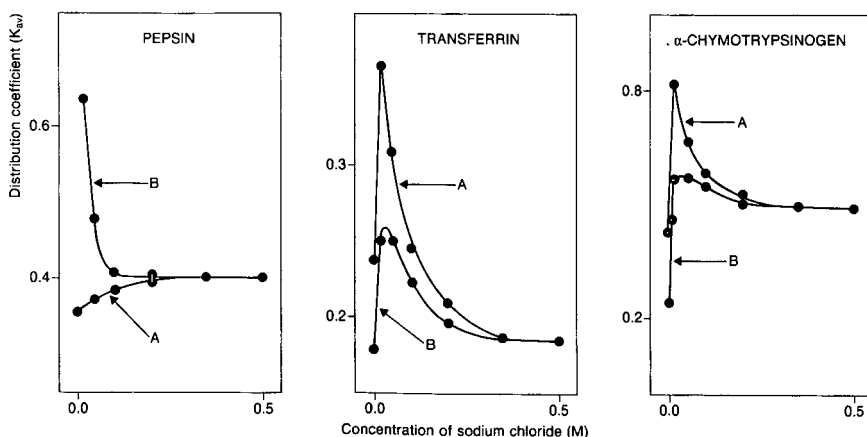 Distribution coefficient (Kav)
PEPSIN
0.6
0.4
B
A
0.0
0.5
TRANSFERRIN
0.3
0.2
A
B
0.0
0.5
. α-CHYMOTRYPSINOGEN
0.8
0.2
A
B
0.0
0.5
Concentration of sodium chloride (M)